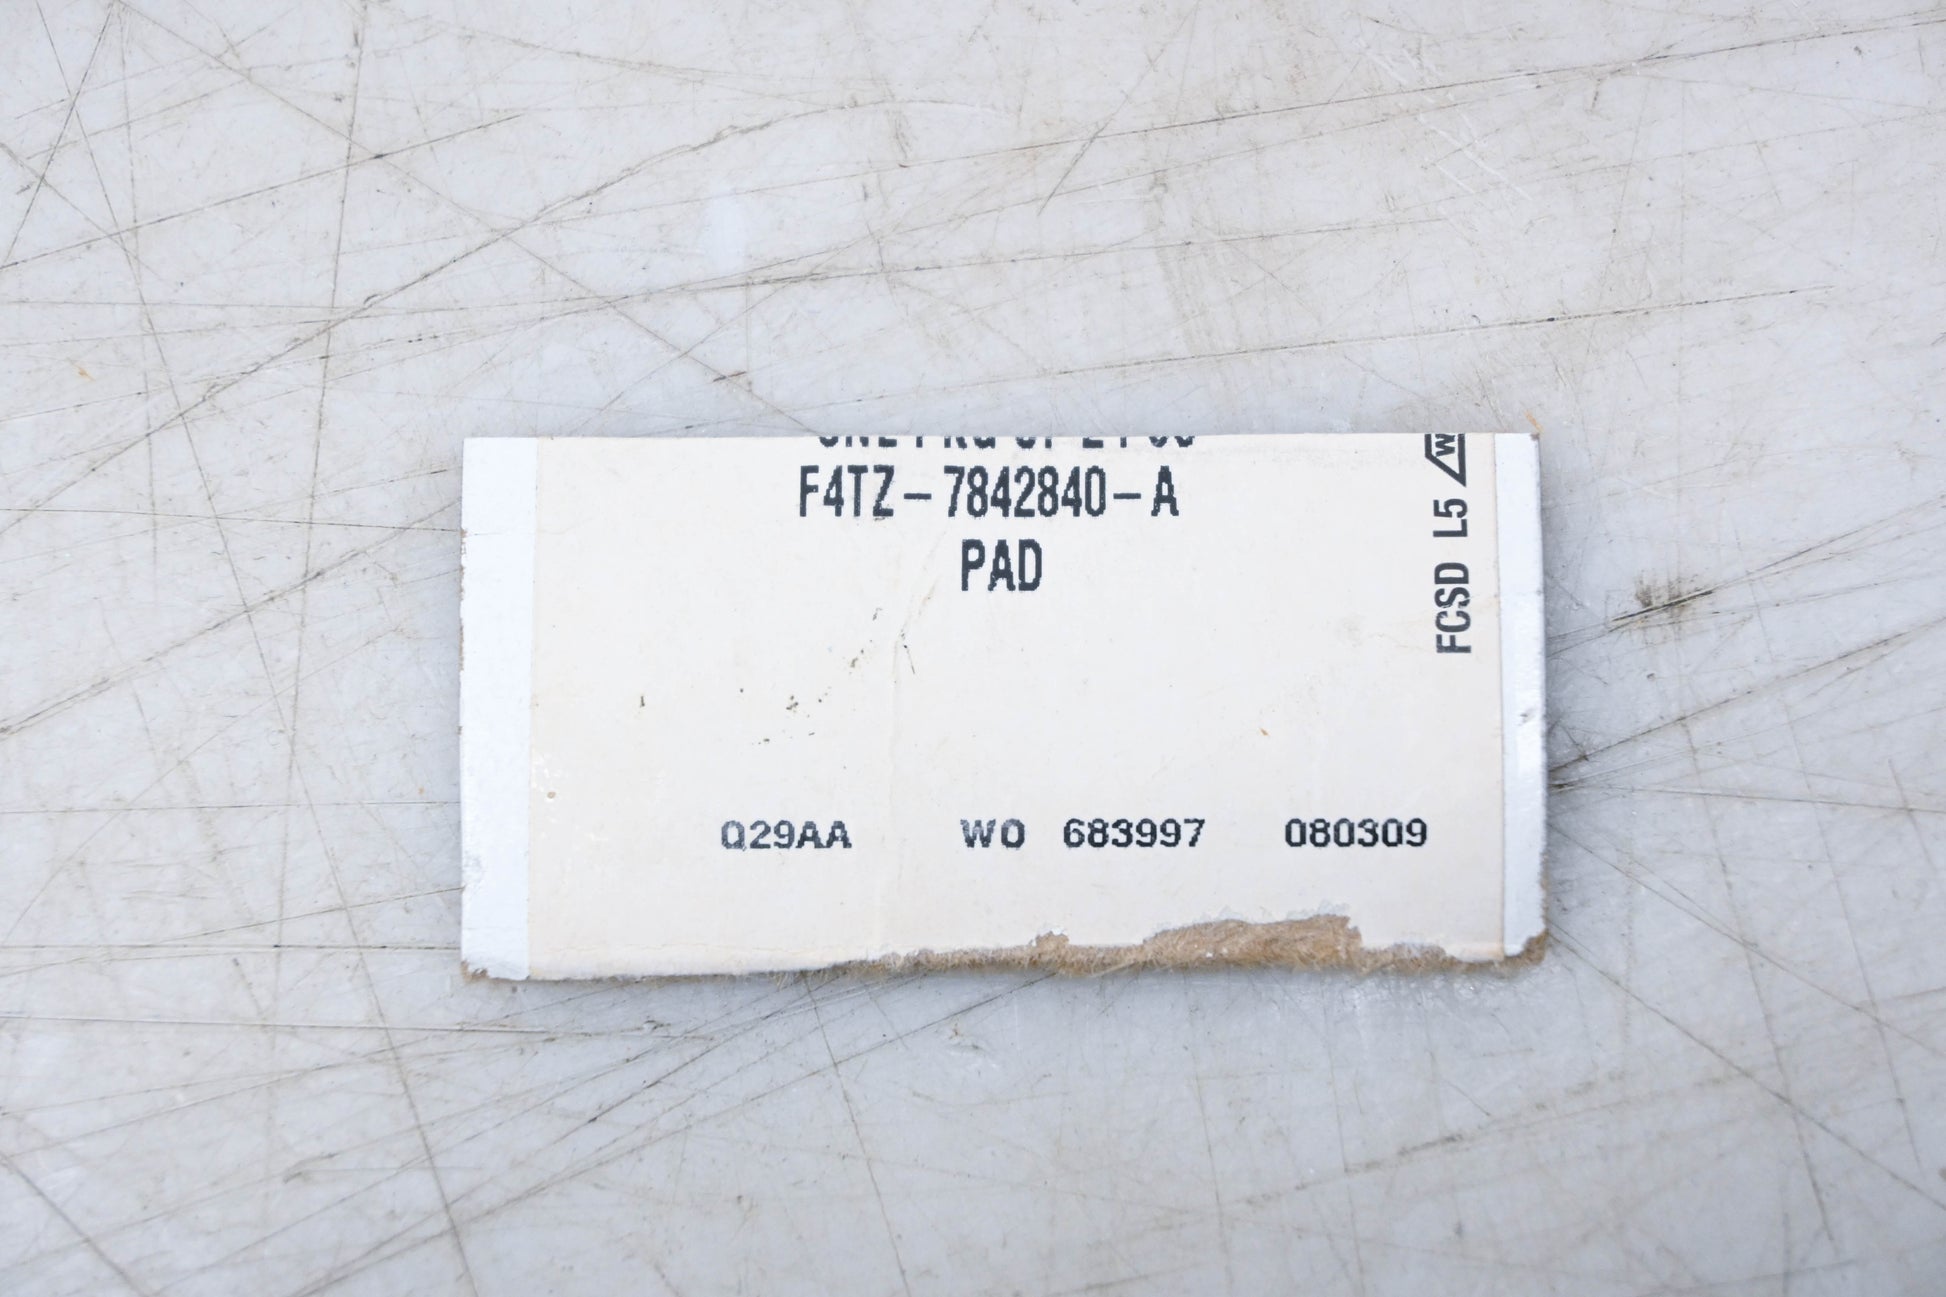 F4TZ-7842840-A
PAD
FCSD L5
Q29AA WO 683997 080309